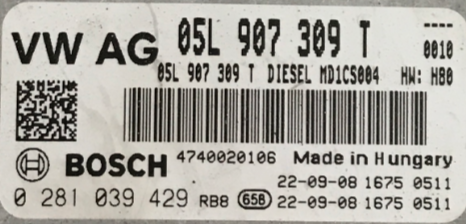 VW AG 05L 907 309 T ----
0010
05L 907 309 T DIESEL MD1CS004 HW: H80
BOSCH 4740020106 Made in Hungary
22-09-08 1675 0511
0 281 039 429 RB8 658 22-09-08 1675 0511